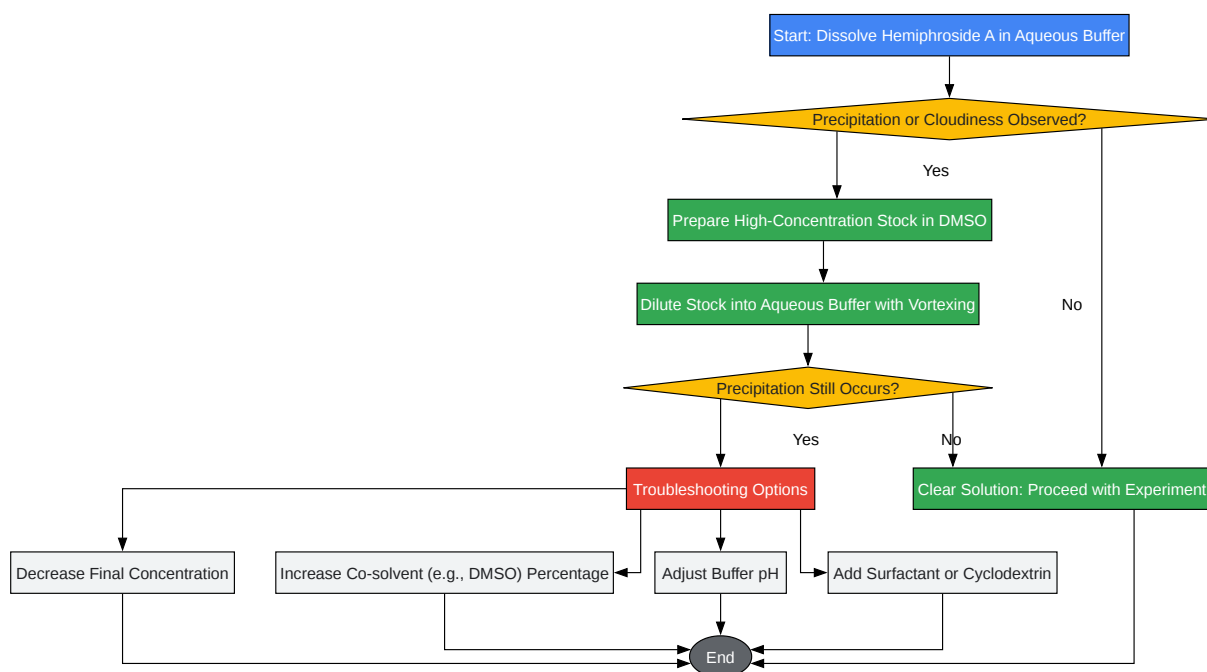 Start: Dissolve Hemiphroside A in Aqueous Buffer
Precipitation or Cloudiness Observed?
Yes
Prepare High-Concentration Stock in DMSO
Dilute Stock into Aqueous Buffer with Vortexing
No
Precipitation Still Occurs?
Yes
No
Troubleshooting Options
Clear Solution: Proceed with Experiment
Decrease Final Concentration
Increase Co-solvent (e.g., DMSO) Percentage
Adjust Buffer pH
Add Surfactant or Cyclodextrin
End